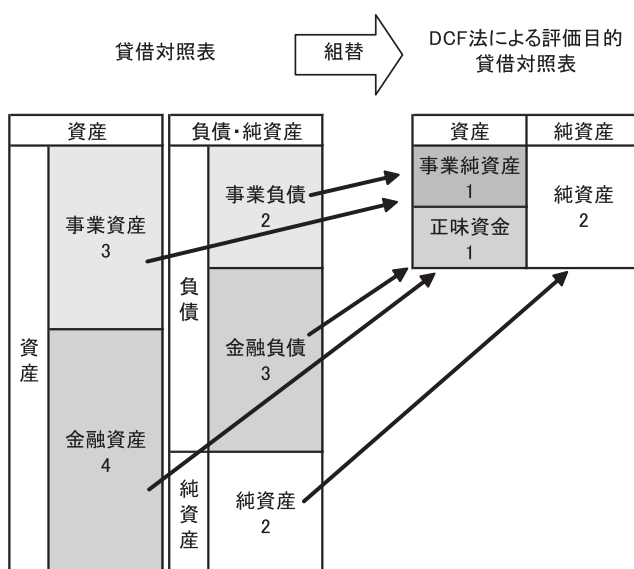 貸借対照表
組替
DCF法による評価目的
貸借対照表
資産
負債・純資産
資産
事業資産
3
金融資産
4
負債
事業負債
2
金融負債
3
純資産
純資産
2
資産
純資産
事業純資産
1
正味資金
1
純資産
2